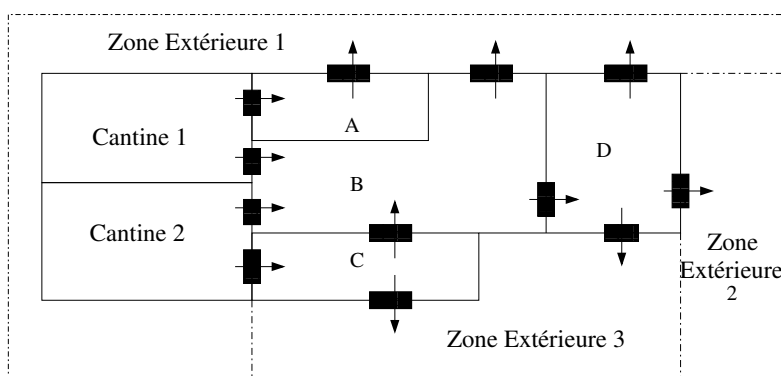 Zone Extérieure 1
Cantine 1
A
D
B
Cantine 2
C
Zone
Extérieure
2
Zone Extérieure 3